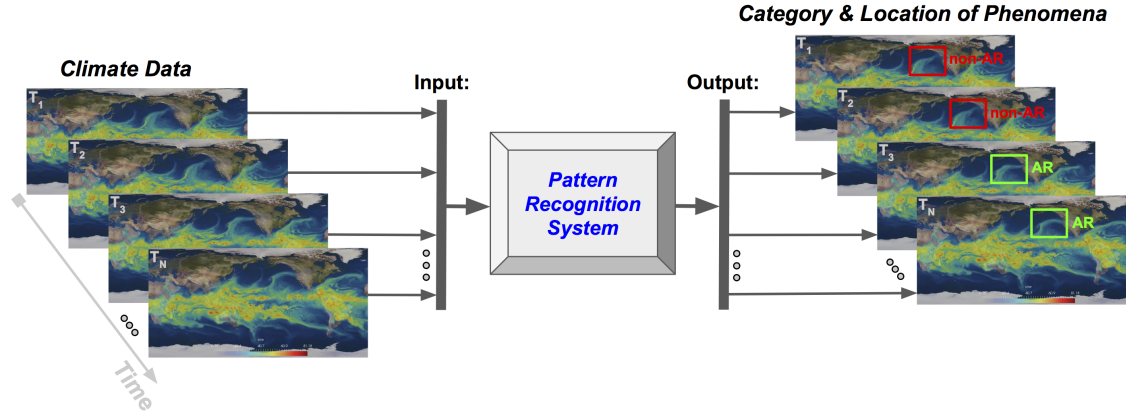 Category & Location of Phenomena
Climate Data
Input:
Output:
T1
T2
T3
TN
Time
Pattern
Recognition
System
T1
non-AR
T2
non-AR
T3
AR
TN
AR